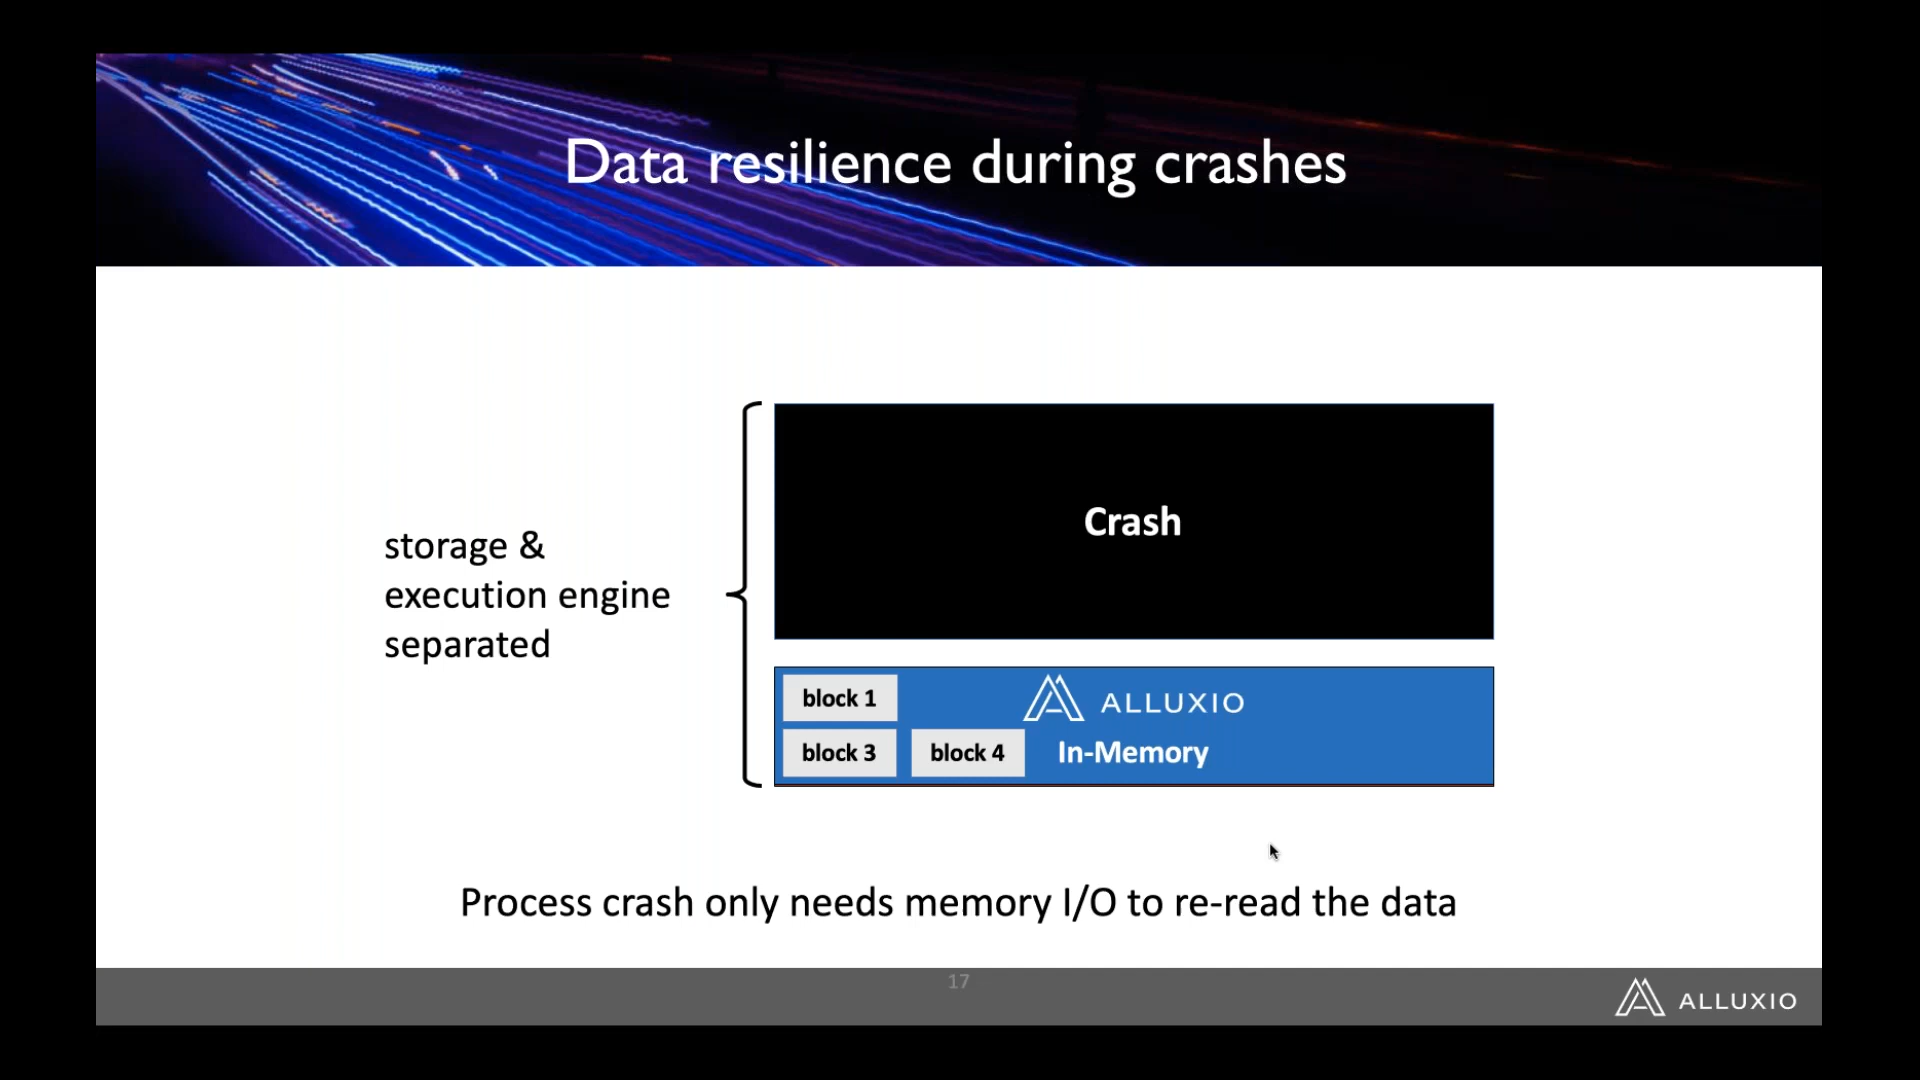 Data resilience during crashes
storage &
execution engine
separated
Crash
block 1
ALLUXIO
block 3
block 4
In-Memory
Process crash only needs memory I/O to re-read the data
17
ALLUXIO